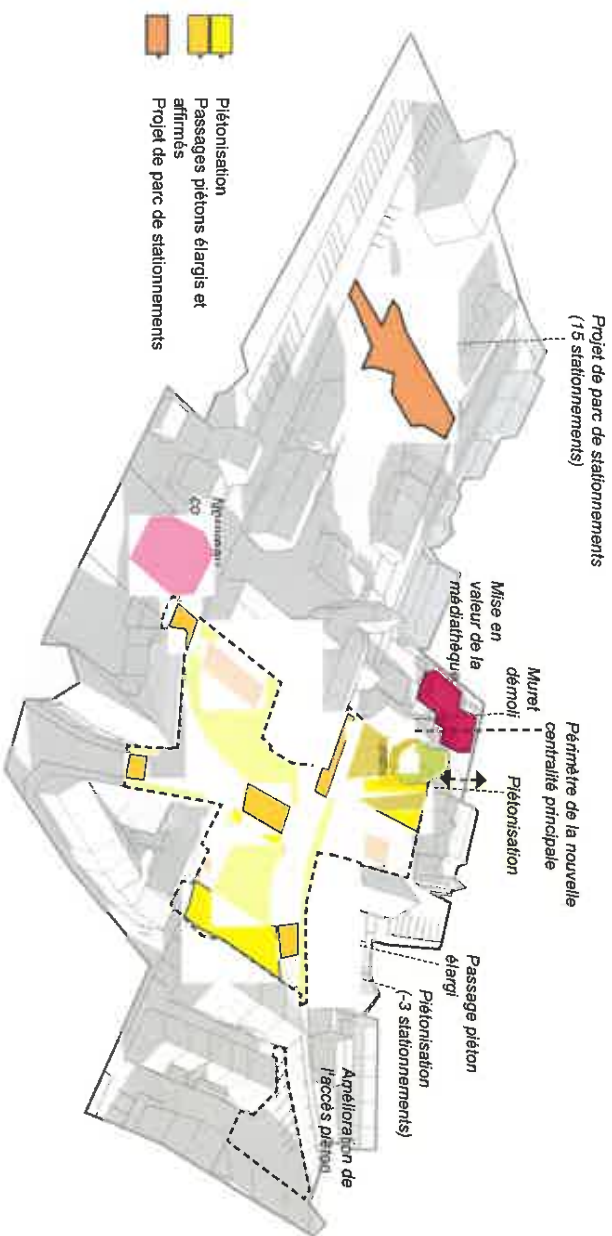 Projet de parc de stationnements
(15 stationnements)
Mise en
valeur de la
médiathèque
Muret
démoli
Périmètre de la nouvelle
centralité principale
Piétonisation
Passage piéton
élargi
Piétonisation
(-3 stationnements)
Amélioration de
l'accès piéton
co
Piétonisation
Passages piétons élargis et
affirmés
Projet de parc de stationnements